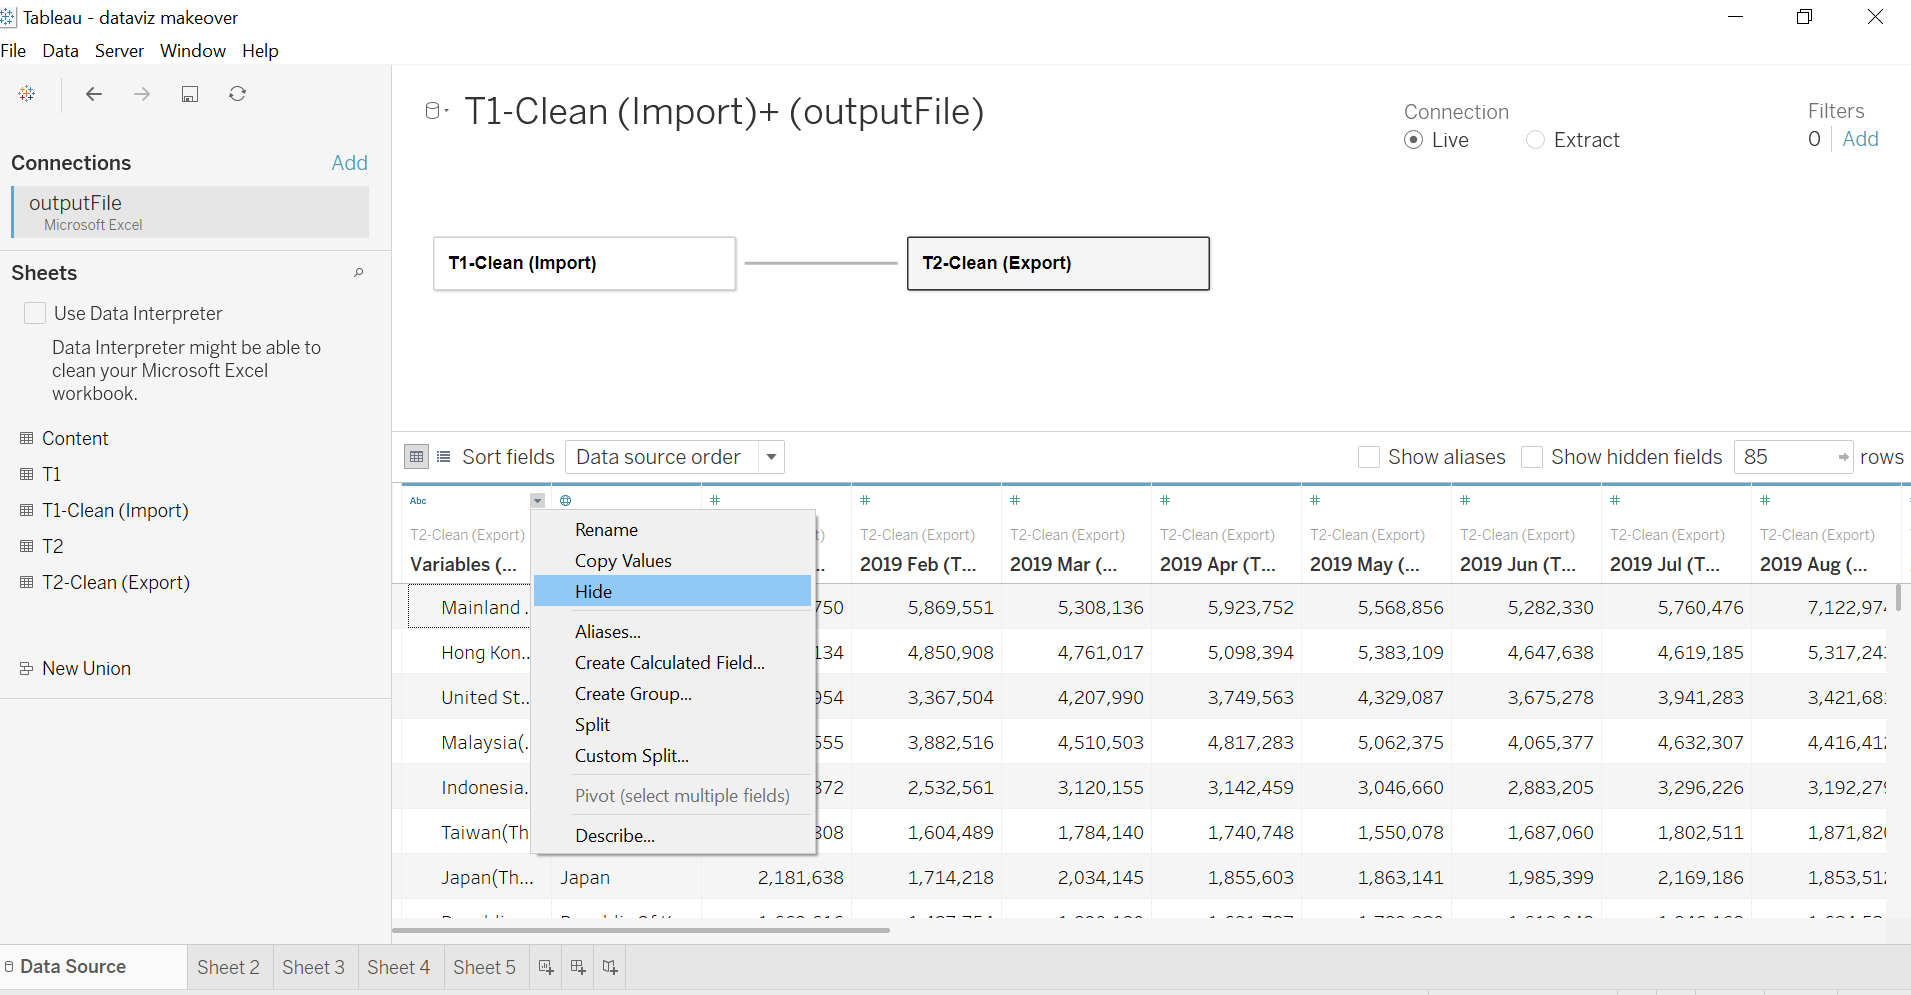 Tableau - dataviz makeover
File Data Server Window Help
T1-Clean (Import)+ (outputFile)
Connection
Live Extract
Filters
0 Add
Connections Add
outputFile
Microsoft Excel
Sheets
Use Data Interpreter
Data Interpreter might be able to
clean your Microsoft Excel
workbook.
Content
T1
T1-Clean (Import)
T2
T2-Clean (Export)
New Union
T1-Clean (Import) T2-Clean (Export)
Sort fields Data source order Show aliases Show hidden fields 85 rows
Abc # # # # # # # #
T2-Clean (Export) T2-Clean (Export) T2-Clean (Export) T2-Clean (Export) T2-Clean (Export) T2-Clean (Export) T2-Clean (Export) T2-Clean (Export)
Variables (... 2019 Feb (T... 2019 Mar (... 2019 Apr (T... 2019 May (... 2019 Jun (T... 2019 Jul (T... 2019 Aug (...
Mainland . 750 5,869,551 5,308,136 5,923,752 5,568,856 5,282,330 5,760,476 7,122,974
Hong Kon.. 134 4,850,908 4,761,017 5,098,394 5,383,109 4,647,638 4,619,185 5,317,24
United St.. 954 3,367,504 4,207,990 3,749,563 4,329,087 3,675,278 3,941,283 3,421,68
Malaysia(. 555 3,882,516 4,510,503 4,817,283 5,062,375 4,065,377 4,632,307 4,416,41
Indonesia. 372 2,532,561 3,120,155 3,142,459 3,046,660 2,883,205 3,296,226 3,192,27
Taiwan(Th 308 1,604,489 1,784,140 1,740,748 1,550,078 1,687,060 1,802,511 1,871,82
Japan(Th... Japan 2,181,638 1,714,218 2,034,145 1,855,603 1,863,141 1,985,399 2,169,186 1,853,51
Rename
Copy Values
Hide
Aliases...
Create Calculated Field...
Create Group...
Split
Custom Split...
Pivot (select multiple fields)
Describe...
Data Source Sheet 2 Sheet 3 Sheet 4 Sheet 5